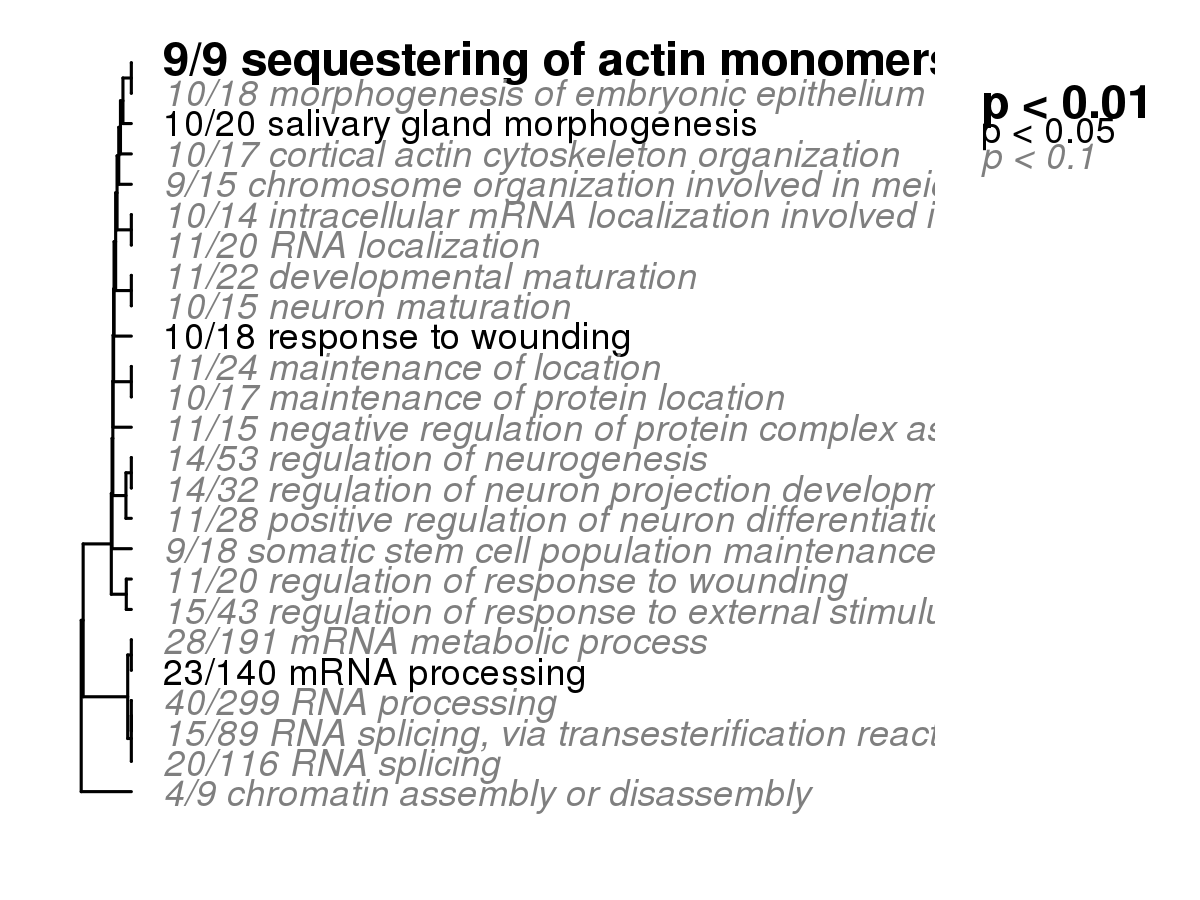 9/9 sequestering of actin monomers
10/18 morphogenesis of embryonic epithelium
10/20 salivary gland morphogenesis
10/17 cortical actin cytoskeleton organization
9/15 chromosome organization involved in
10/14 intracellular mRNA localization involved
11/20 RNA localization
11/22 developmental maturation
10/15 neuron maturation
10/18 response to wounding
11/24 maintenance of location
10/17 maintenance of protein location
11/15 negative regulation of protein complex
14/53 regulation of neurogenesis
14/32 regulation of neuron projection developm
11/28 positive regulation of neuron differentiatio
9/18 somatic stem cell population maintenance
11/20 regulation of response to wounding
15/43 regulation of response to external stimulu
28/191 mRNA metabolic process
23/140 mRNA processing
40/299 RNA processing
15/89 RNA splicing, via transesterification react
20/116 RNA splicing
4/9 chromatin assembly or disassembly
p < 0.01
p < 0.05
p < 0.1